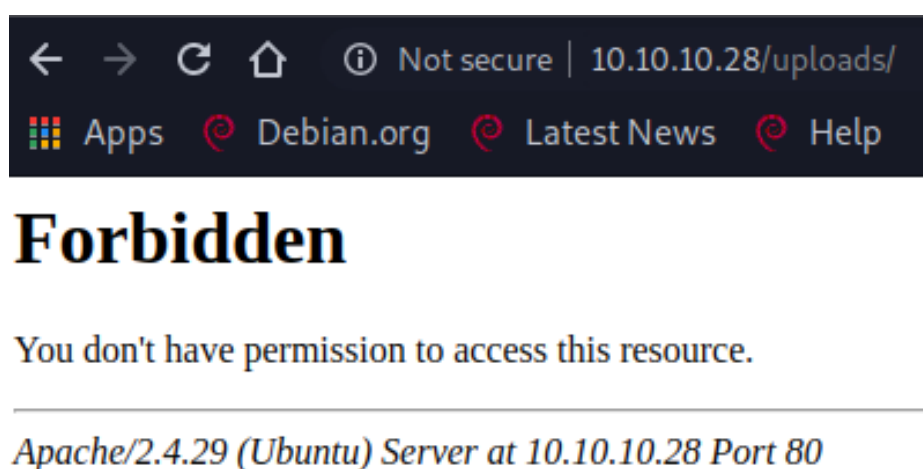 Not secure | 10.10.10.28/uploads/
Apps Debian.org Latest News Help
Forbidden
You don't have permission to access this resource.
Apache/2.4.29 (Ubuntu) Server at 10.10.10.28 Port 80